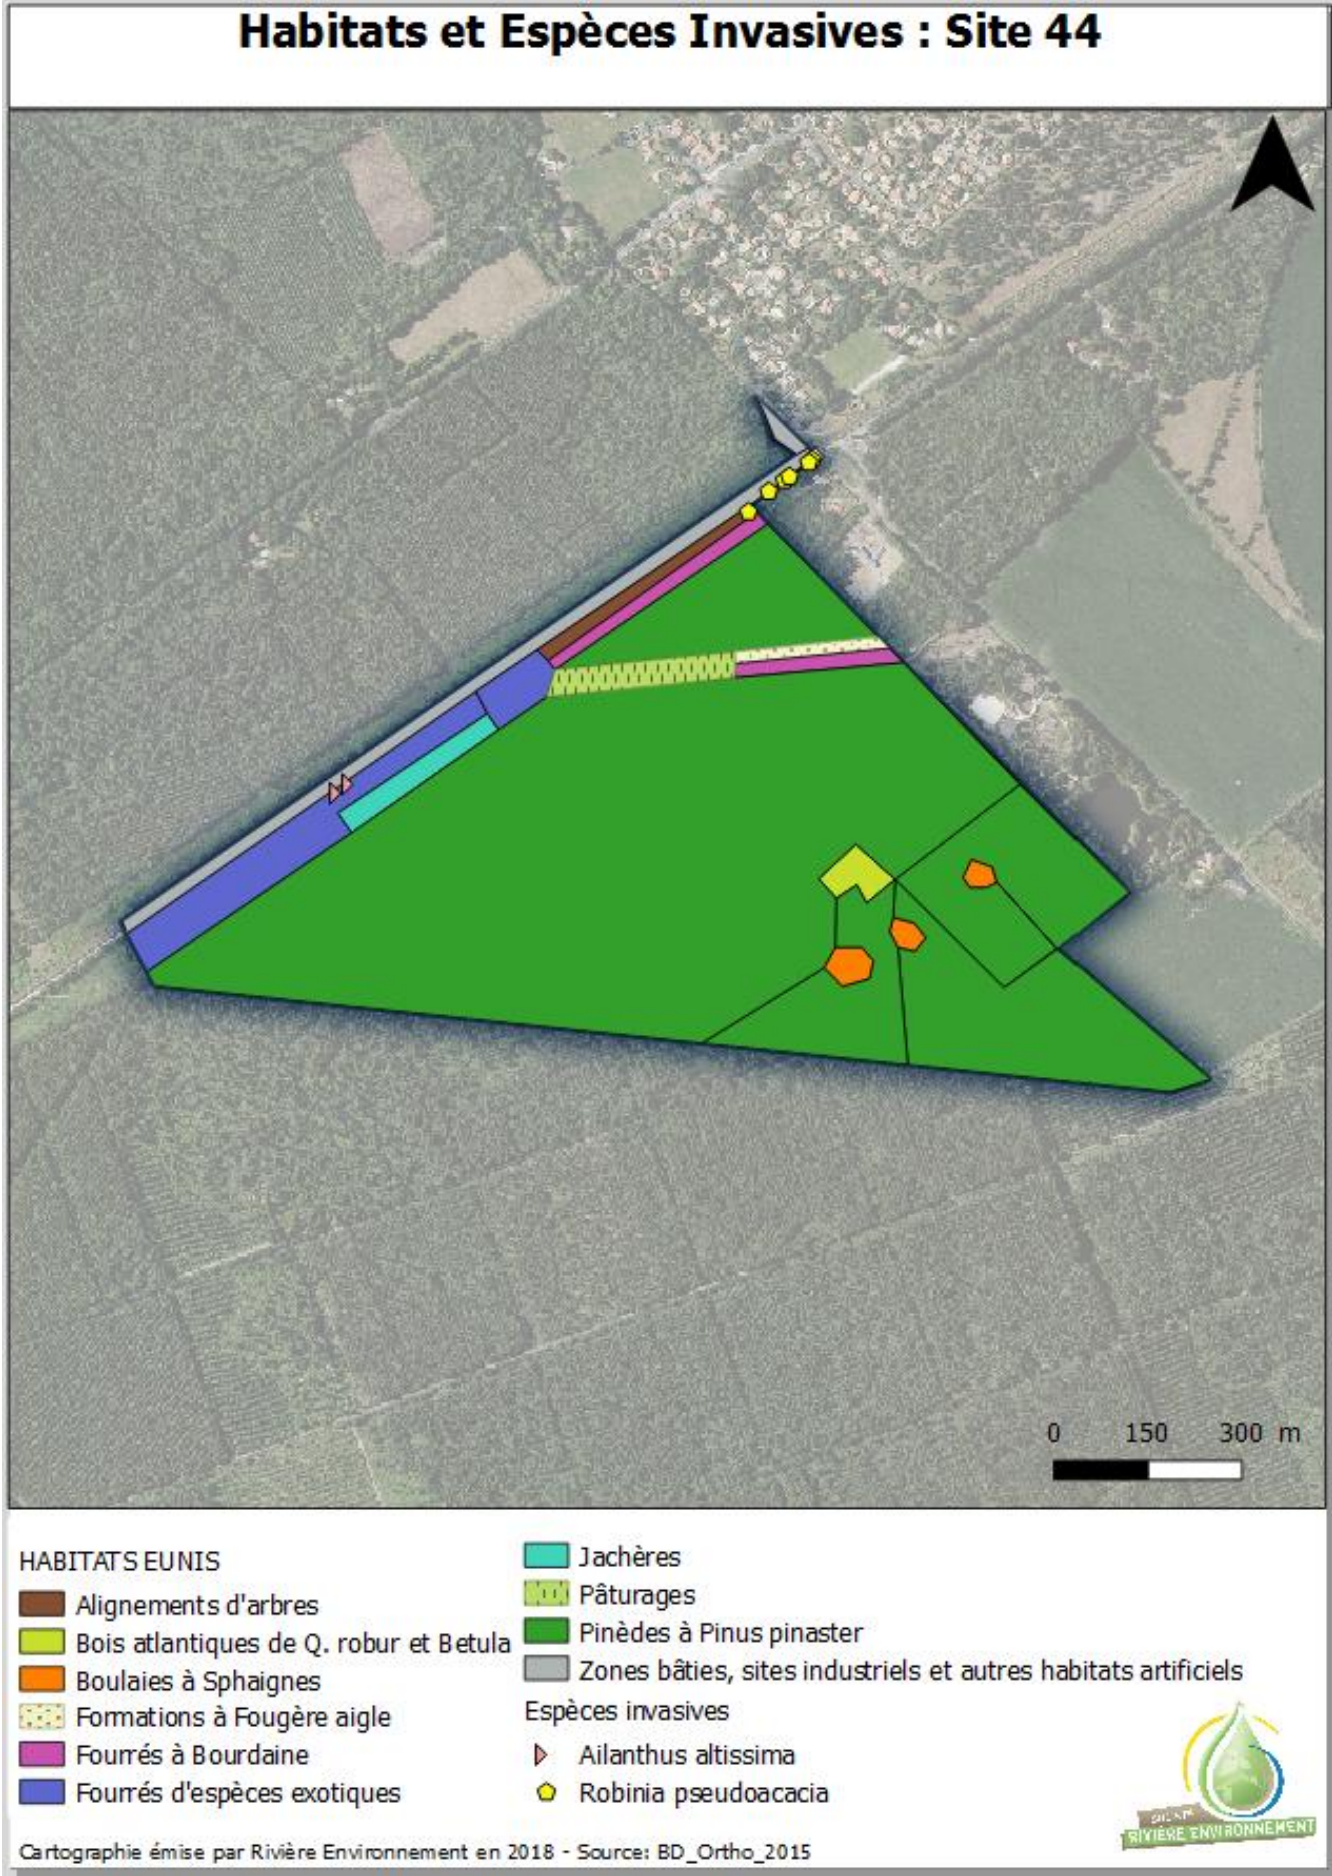 Habitats et Espèces Invasives : Site 44
0 150 300 m
HABITATS EUNIS
Alignements d'arbres
Bois atlantiques de Q. robur et Betula
Boulaies à Sphaignes
Formations à Fougère aigle
Fourrés à Bourdaine
Fourrés d'espèces exotiques
Jachères
Pâturages
Pinèdes à Pinus pinaster
Zones bâties, sites industriels et autres habitats artificiels
Espèces invasives
Ailanthus altissima
Robinia pseudoacacia
RIVIÈRE ENVIRONNEMENT
Cartographie émise par Rivière Environnement en 2018 - Source: BD_Ortho_2015